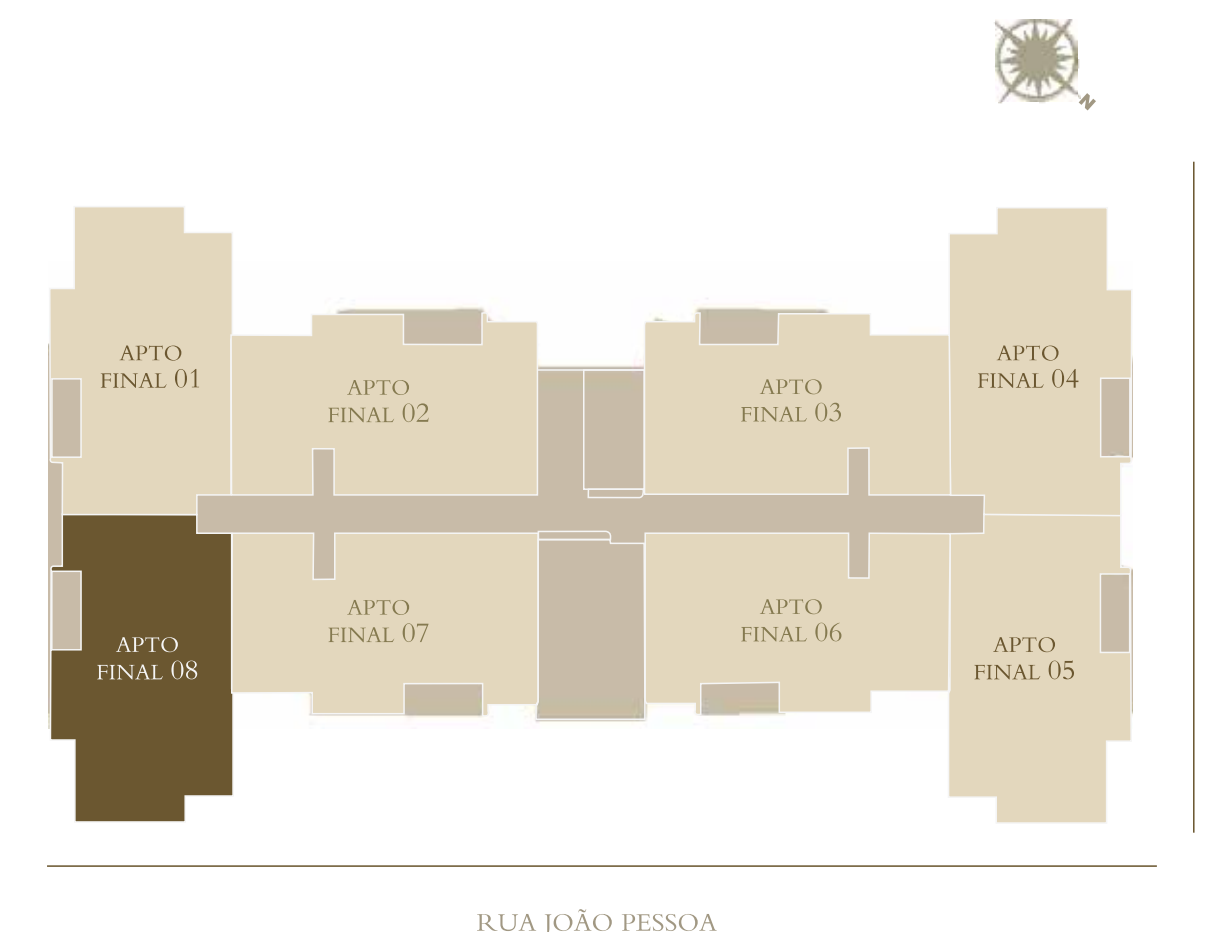 N
APTO
FINAL 01
APTO
FINAL 02
APTO
FINAL 03
APTO
FINAL 04
APTO
FINAL 08
APTO
FINAL 07
APTO
FINAL 06
APTO
FINAL 05
RUA JOÃO PESSOA